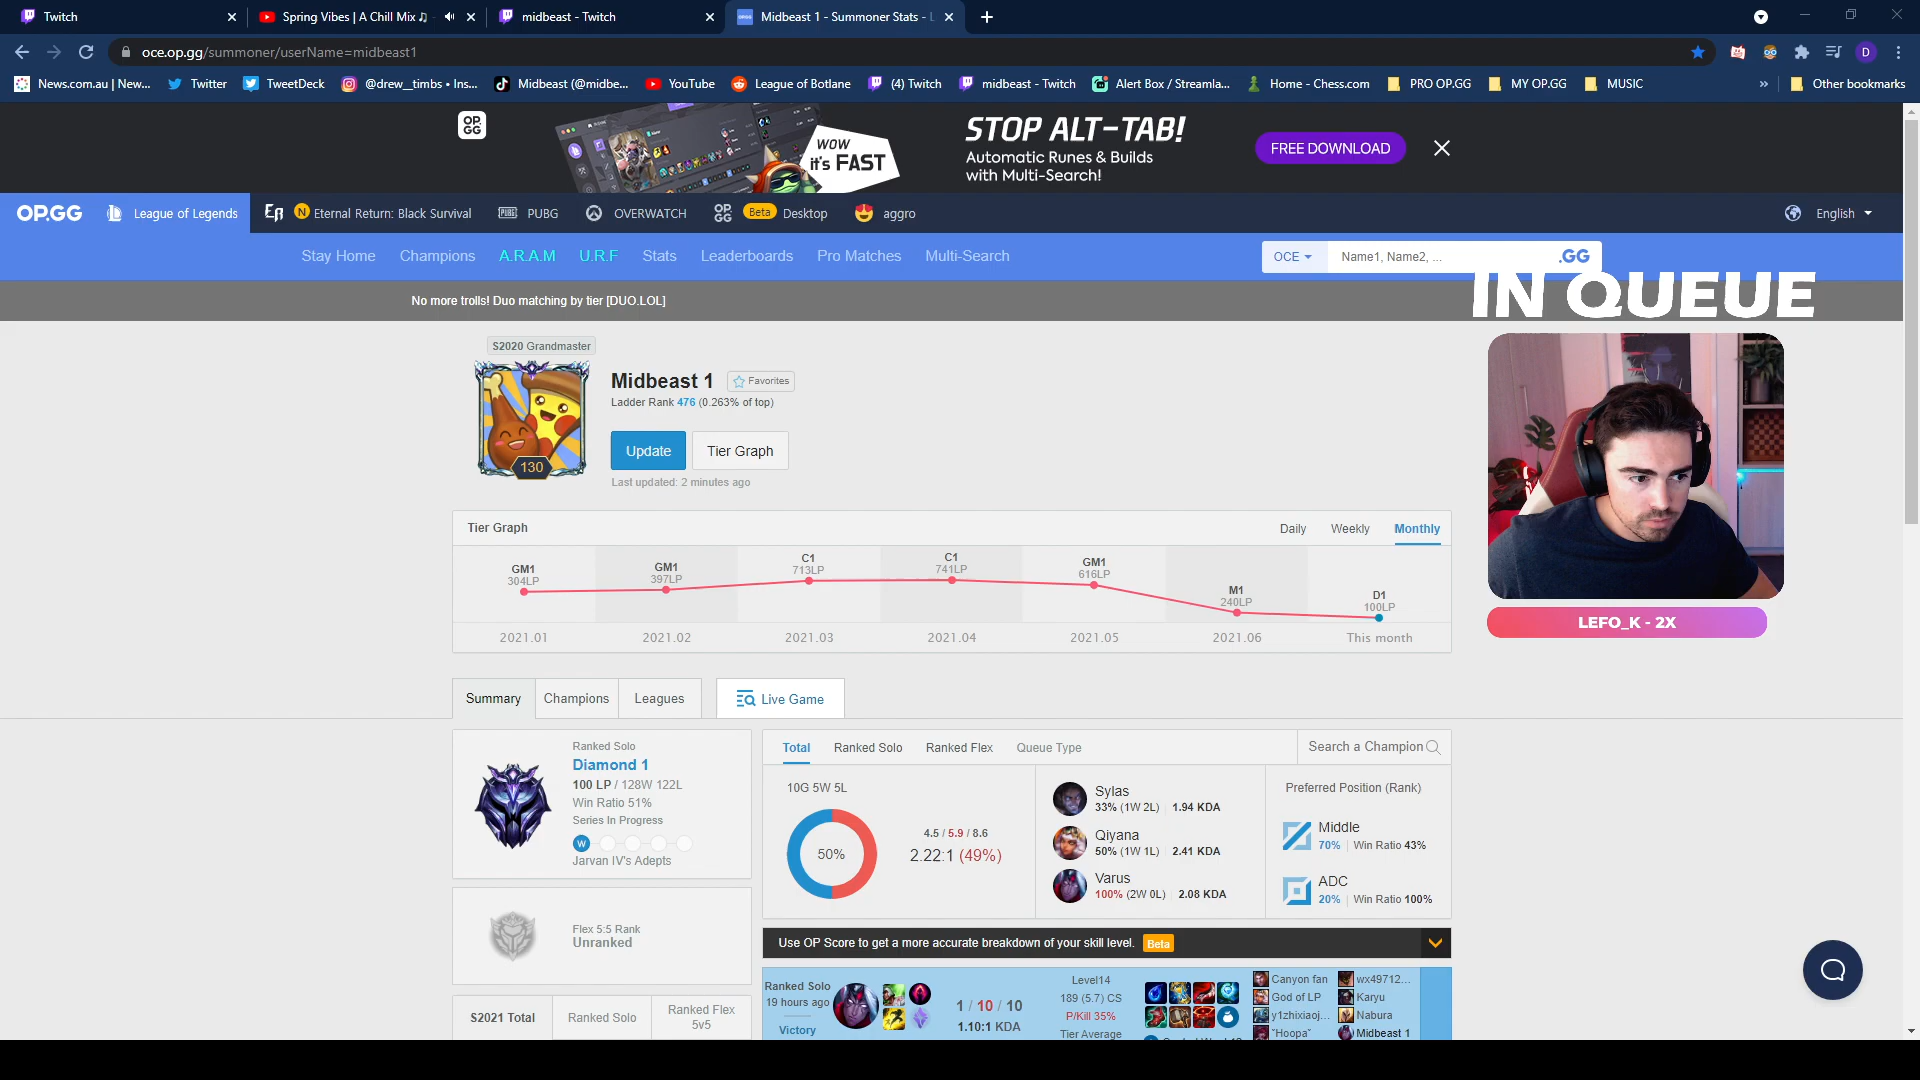 Twitch
Spring Vibes | A Chill Mix ♫
midbeast - Twitch
Midbeast 1 - Summoner Stats - L
oce.op.gg/summoner/userName=midbeast1
D
News.com.au | New...
Twitter
TweetDeck
@drew__timbs • Ins...
Midbeast (@midbe...
YouTube
League of Botlane
(4) Twitch
midbeast - Twitch
Alert Box / Streamla...
Home - Chess.com
PRO OP.GG
MY OP.GG
MUSIC
»
Other bookmarks
OP.GG
WOW
it's FAST
STOP ALT-TAB!
Automatic Runes & Builds
with Multi-Search!
FREE DOWNLOAD
OP.GG
League of Legends
N
Eternal Return: Black Survival
PUBG
OVERWATCH
OP.GG
Beta
Desktop
aggro
English
Stay Home
Champions
A.R.A.M
U.R.F
Stats
Leaderboards
Pro Matches
Multi-Search
OCE
Name1, Name2, ...
.GG
IN QUEUE
No more trolls! Duo matching by tier [DUO.LOL]
S2020 Grandmaster
130
Midbeast 1
Favorites
Ladder Rank 476 (0.263% of top)
Update
Tier Graph
Last updated: 2 minutes ago
LEFO_K - 2X
Tier Graph
Daily
Weekly
Monthly
GM1
304LP
GM1
397LP
C1
713LP
C1
741LP
GM1
616LP
M1
240LP
D1
100LP
2021.01
2021.02
2021.03
2021.04
2021.05
2021.06
This month
Summary
Champions
Leagues
Live Game
Ranked Solo
Diamond 1
100 LP / 128W 122L
Win Ratio 51%
Series In Progress
W
Jarvan IV's Adepts
Flex 5:5 Rank
Unranked
S2021 Total
Ranked Solo
Ranked Flex
5v5
Total
Ranked Solo
Ranked Flex
Queue Type
Search a Champion
10G 5W 5L
50%
4.5 / 5.9 / 8.6
2.22:1 (49%)
Sylas
33% (1W 2L)
1.94 KDA
Qiyana
50% (1W 1L)
2.41 KDA
Varus
100% (2W 0L)
2.08 KDA
Preferred Position (Rank)
Middle
70%
Win Ratio 43%
ADC
20%
Win Ratio 100%
Use OP Score to get a more accurate breakdown of your skill level.
Beta
Ranked Solo
19 hours ago
Victory
1 / 10 / 10
1.10:1 KDA
Level14
189 (5.7) CS
P/Kill 35%
Tier Average
Canyon fan
God of LP
y1zhixiaoj...
"Hoopa"
wx49712...
Karyu
Nabura
Midbeast 1